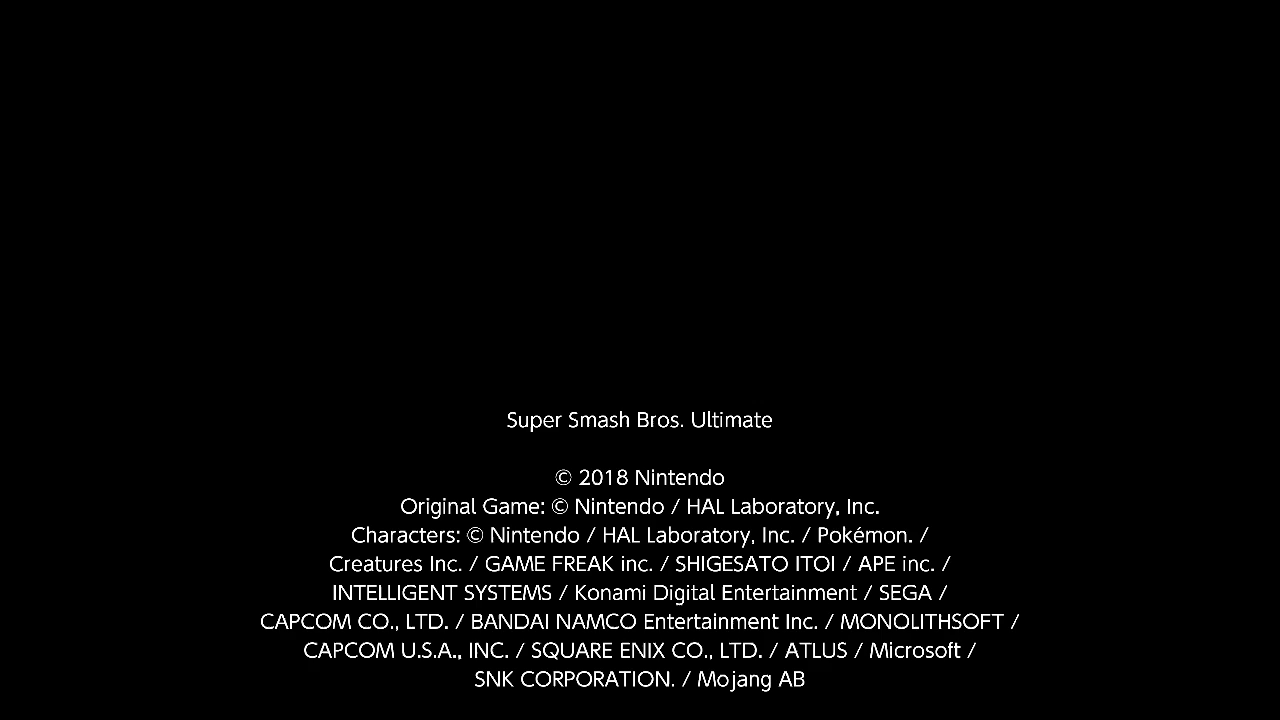 Super Smash Bros. Ultimate
© 2018 Nintendo
Original Game: © Nintendo / HAL Laboratory, Inc.
Characters: © Nintendo / HAL Laboratory, Inc. / Pokémon. /
Creatures Inc. / GAME FREAK inc. / SHIGESATO ITOI / APE inc. /
INTELLIGENT SYSTEMS / Konami Digital Entertainment / SEGA /
CAPCOM CO., LTD. / BANDAI NAMCO Entertainment Inc. / MONOLITHSOFT /
CAPCOM U.S.A., INC. / SQUARE ENIX CO., LTD. / ATLUS / Microsoft /
SNK CORPORATION. / Mojang AB